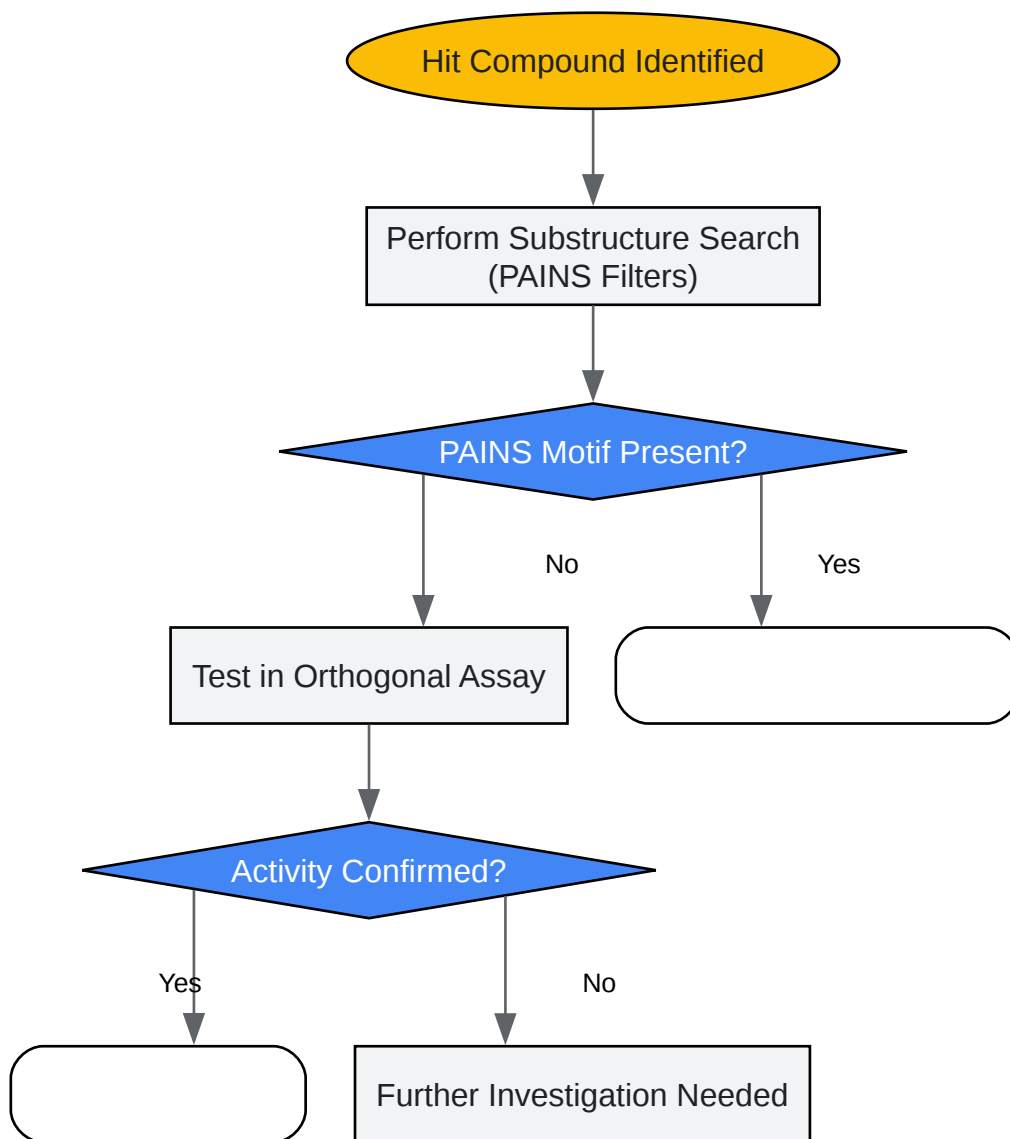 Hit Compound Identified
Perform Substructure Search
(PAINS Filters)
PAINS Motif Present?
No
Yes
Test in Orthogonal Assay
Activity Confirmed?
Yes
No
Further Investigation Needed